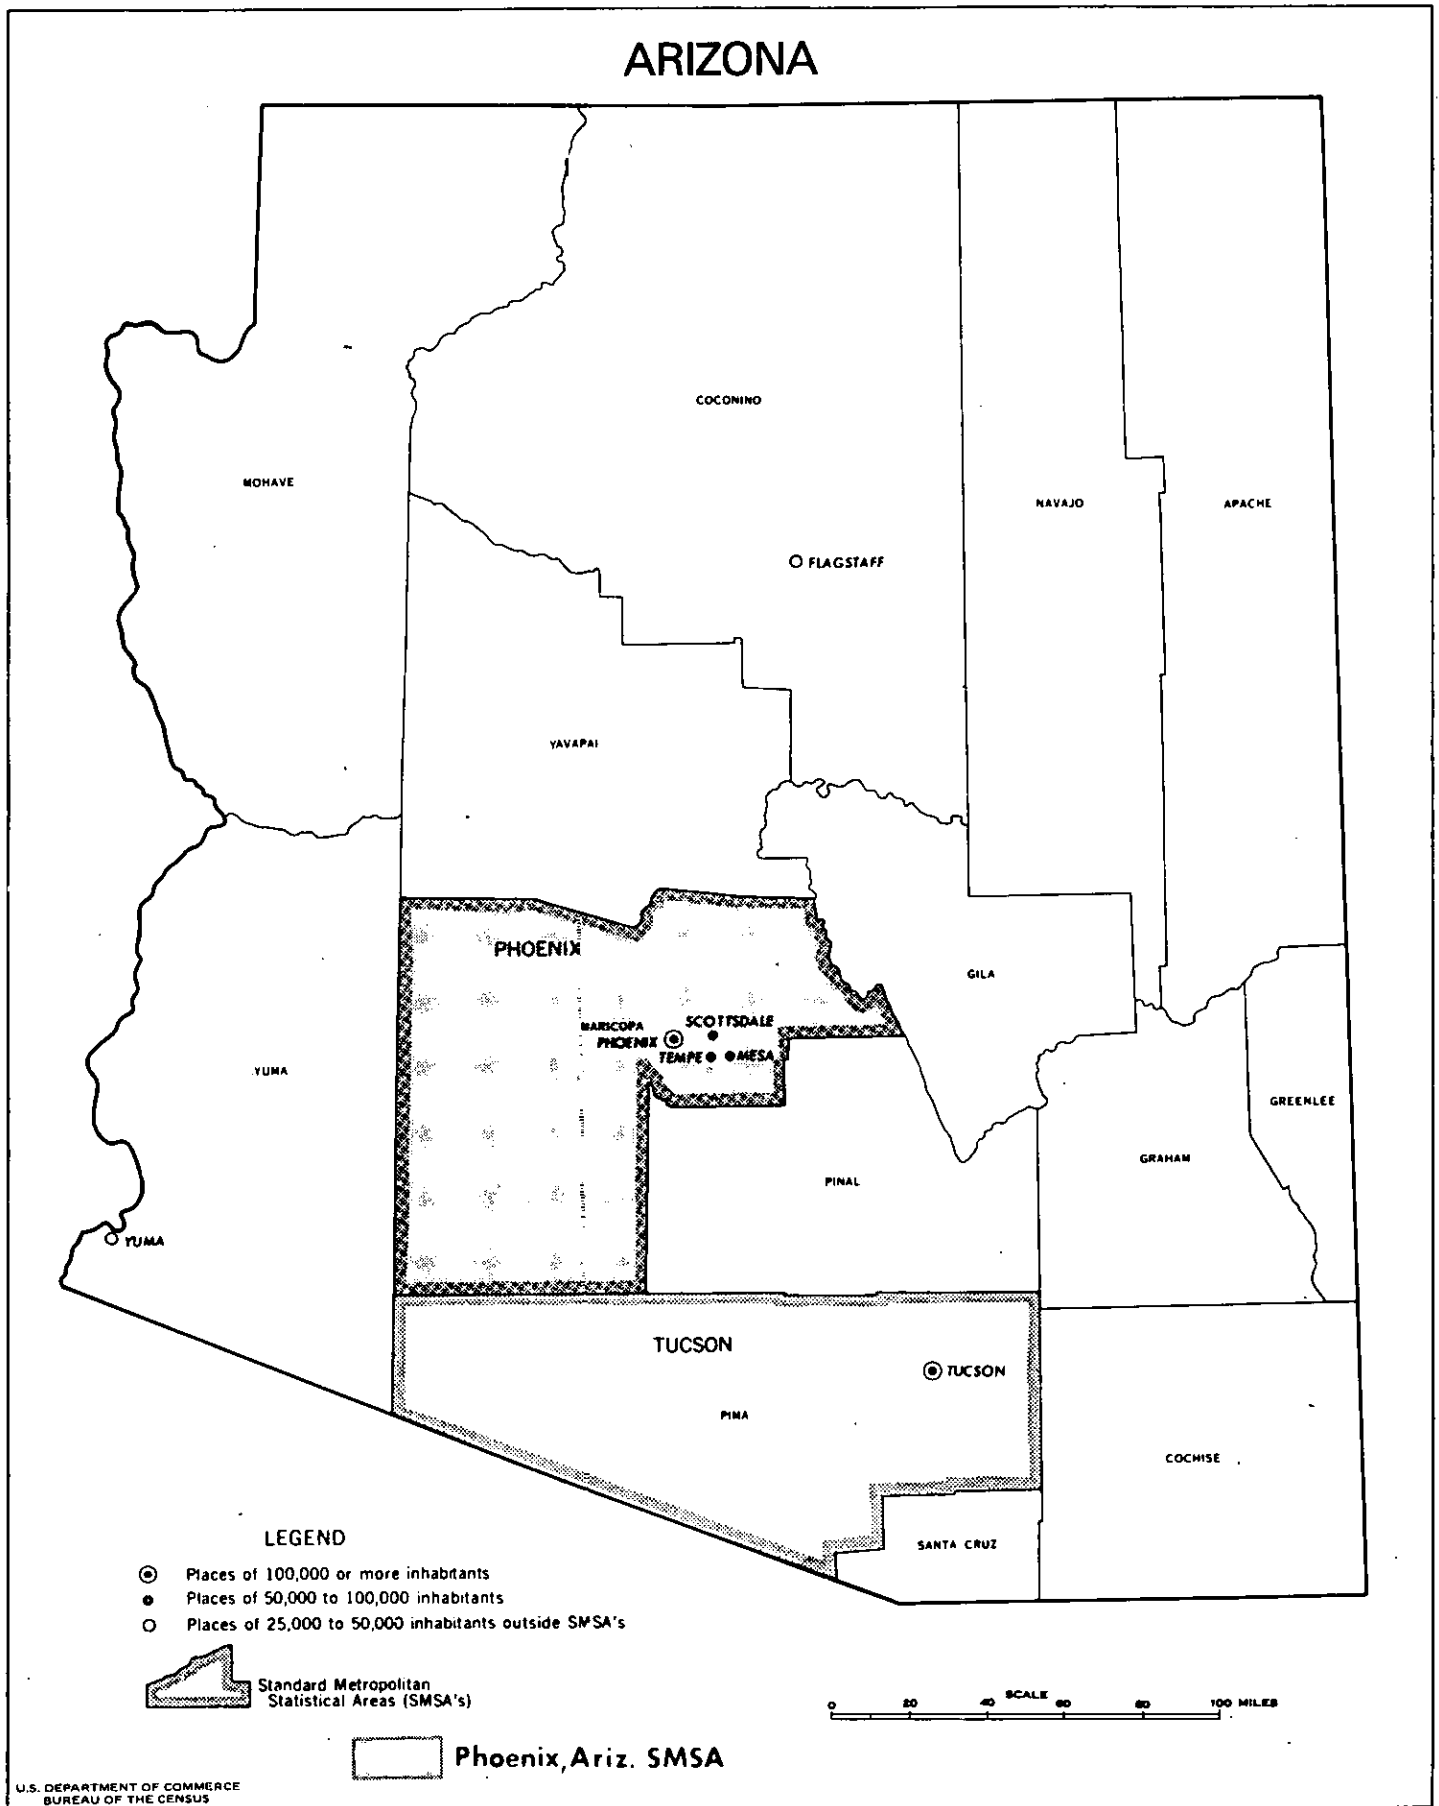 ARIZONA
COCONINO
MOHAVE
NAVAJO
APACHE
FLAGSTAFF
YAVAPAI
PHOENIX
GILA
MARICOPA
SCOTTSDALE
PHOENIX
TEMPE
MESA
YUMA
GREENLEE
GRAHAM
PINAL
YUMA
TUCSON
TUCSON
PIMA
COCHISE
SANTA CRUZ
LEGEND
Places of 100,000 or more inhabitants
Places of 50,000 to 100,000 inhabitants
Places of 25,000 to 50,000 inhabitants outside SMSA's
Standard Metropolitan
Statistical Areas (SMSA's)
SCALE
0 20 40 60 80 100 MILES
Phoenix, Ariz. SMSA
U.S. DEPARTMENT OF COMMERCE
BUREAU OF THE CENSUS